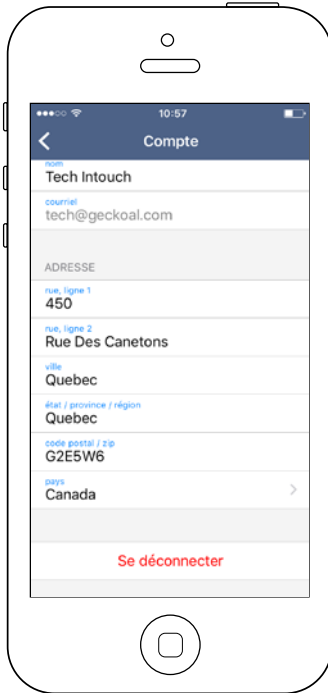 10:57
Compte
nom
Tech Intouch
courriel
tech@geckoal.com
ADRESSE
rue, ligne 1
450
rue, ligne 2
Rue Des Canetons
ville
Quebec
état / province / région
Quebec
code postal / zip
G2E5W6
pays
Canada
Se déconnecter